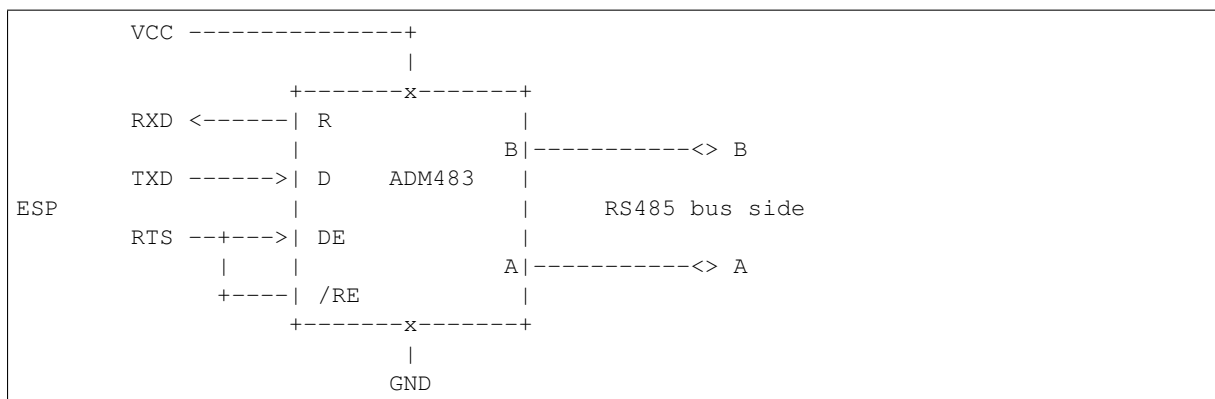 VCC ---------------+
|
+-------x-------+
RXD <------| R |
| B|-----------<> B
TXD ------>| D ADM483 |
ESP | | RS485 bus side
RTS --+--->| DE |
| | A|-----------<> A
+----| /RE |
+-------x-------+
|
GND